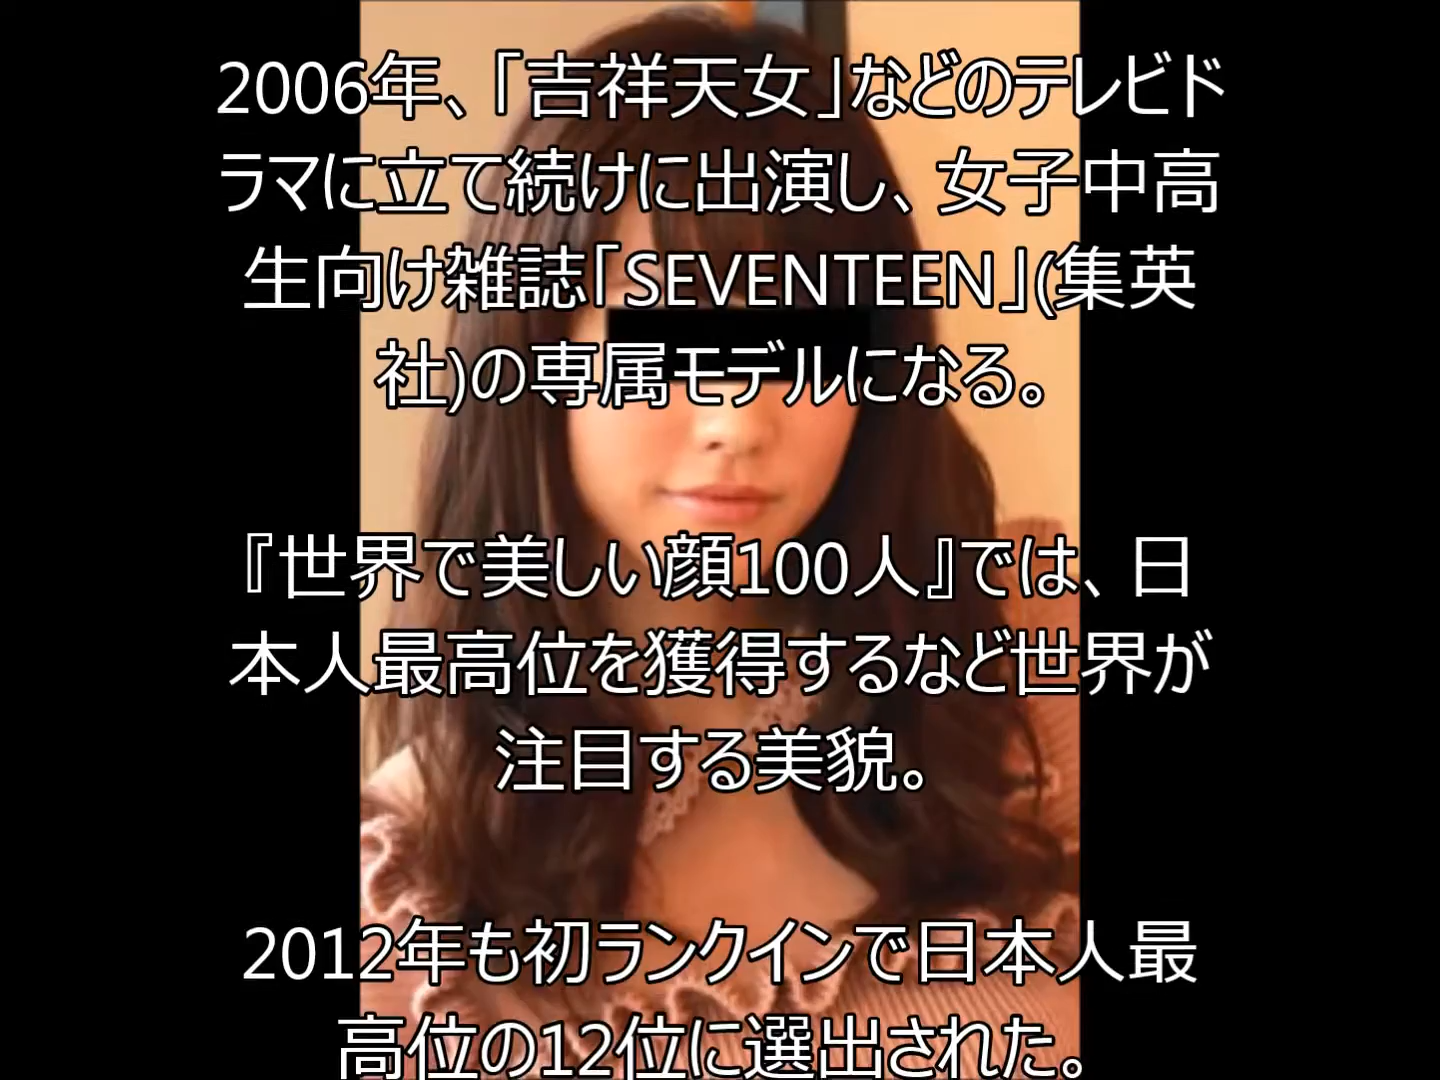 2006年、「吉祥天女」などのテレビド
ラマに立て続けに出演し、女子中高
生向け雑誌「SEVENTEEN」(集英
社)の専属モデルになる。
『世界で美しい顔100人』では、日
本人最高位を獲得するなど世界が
注目する美貌。
2012年も初ランクインで日本人最
高位の12位に選出された。